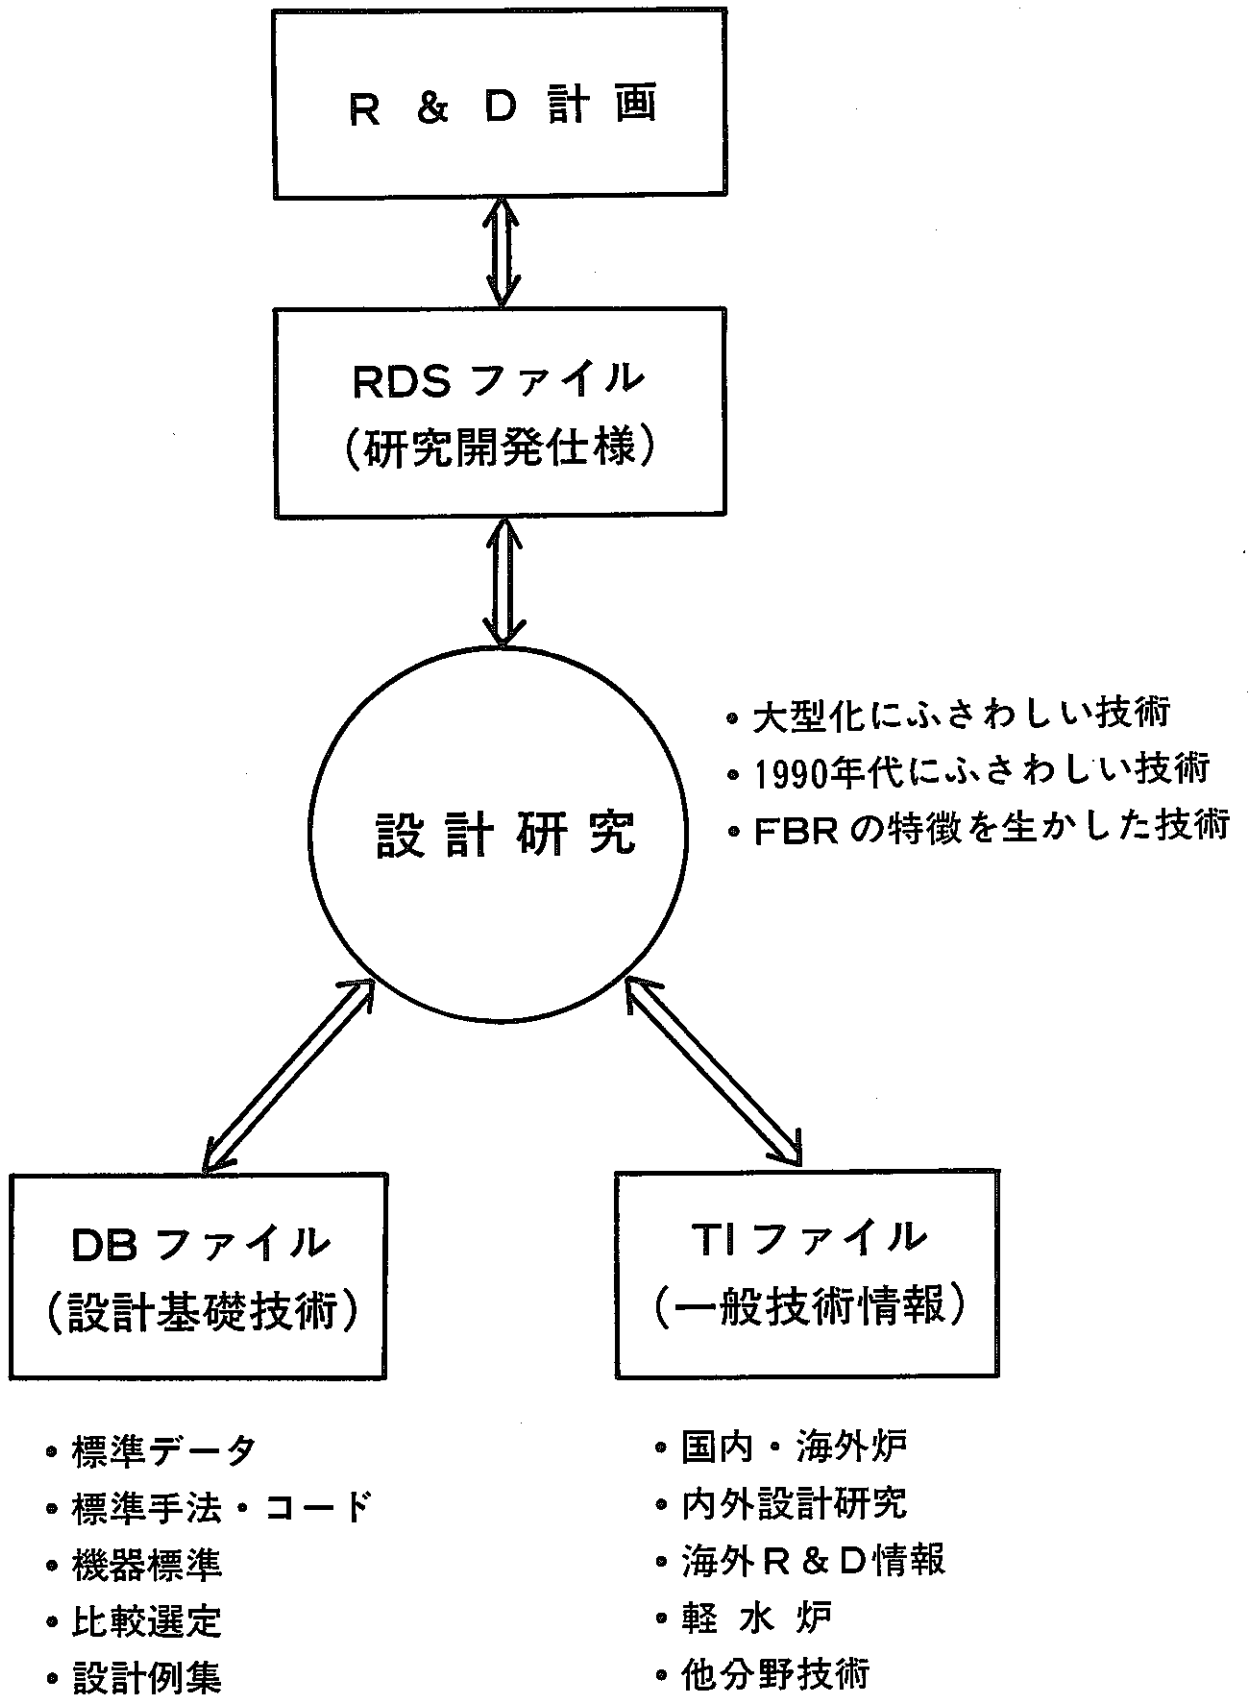 R & D 計画
RDS ファイル
(研究開発仕様)
設計研究
• 大型化にふさわしい技術
• 1990年代にふさわしい技術
• FBRの特徴を生かした技術
DB ファイル
(設計基礎技術)
• 標準データ
• 標準手法・コード
• 機器標準
• 比較選定
• 設計例集
TI ファイル
(一般技術情報)
• 国内・海外炉
• 内外設計研究
• 海外R & D情報
• 軽水炉
• 他分野技術